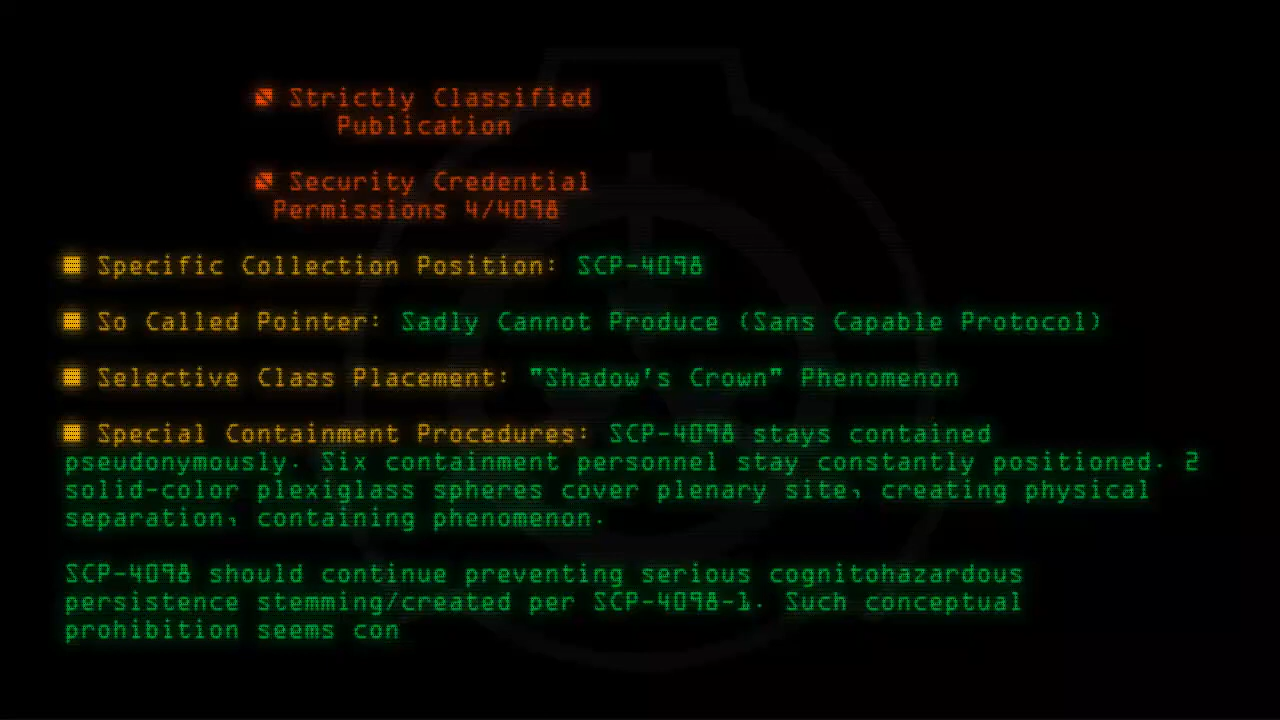 Strictly Classified
Publication
Security Credential
Permissions 4/4098
Specific Collection Position: SCP-4098
So Called Pointer: Sadly Cannot Produce (Sans Capable Protocol)
Selective Class Placement: "Shadow's Crown" Phenomenon
Special Containment Procedures: SCP-4098 stays contained
pseudonymously. Six containment personnel stay constantly positioned. 2
solid-color plexiglass spheres cover plenary site, creating physical
separation, containing phenomenon.
SCP-4098 should continue preventing serious cognitohazardous
persistence stemming/created per SCP-4098-1. Such conceptual
prohibition seems con